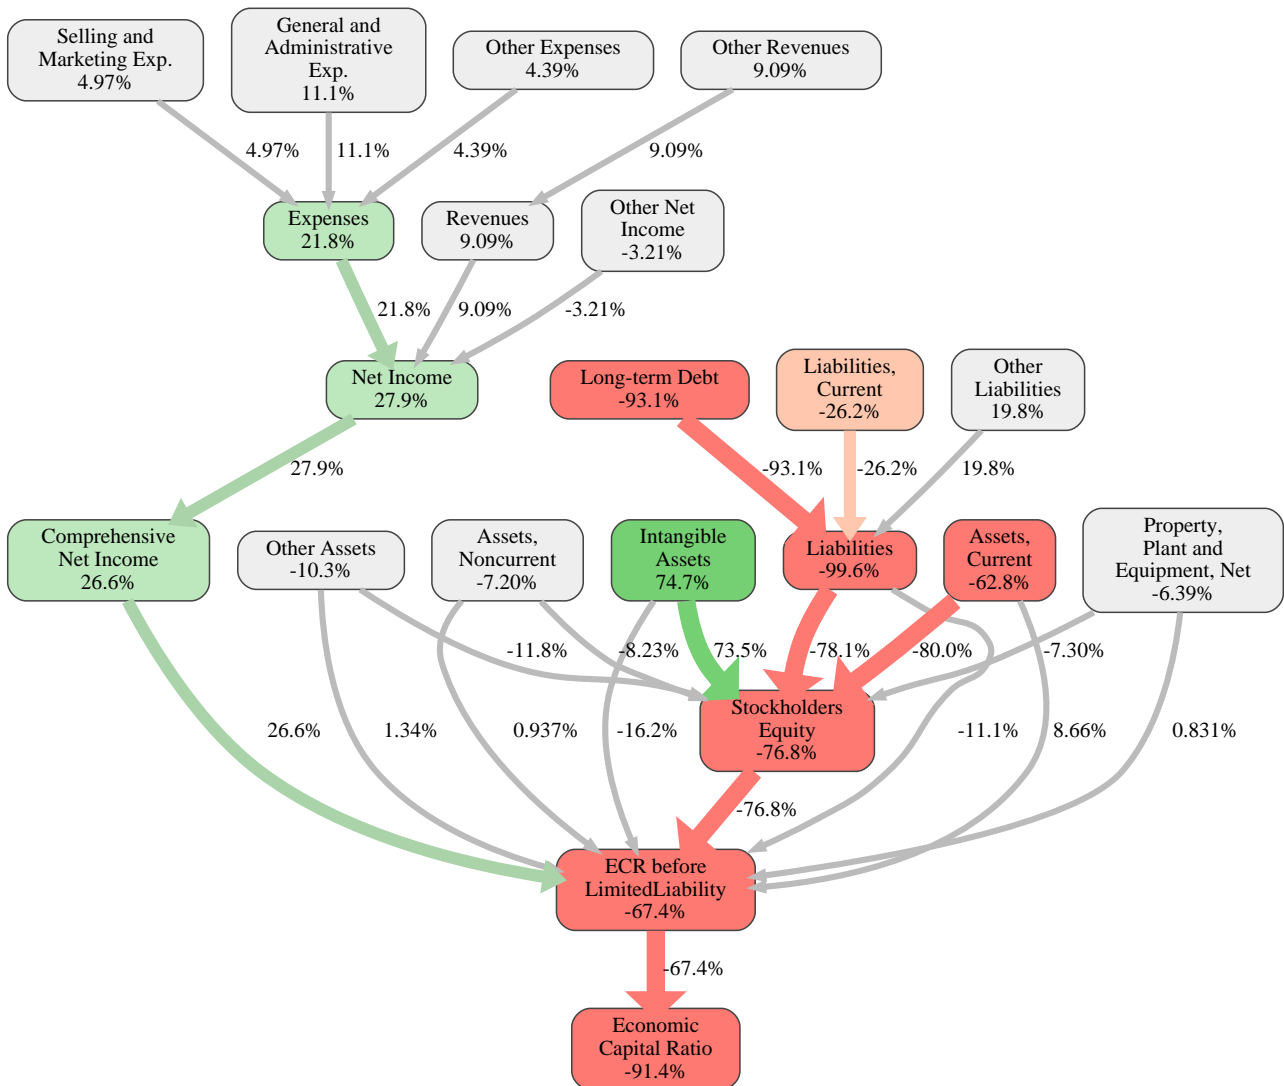 Selling and
Marketing Exp.
4.97%
General and
Administrative
Exp.
11.1%
Other Expenses
4.39%
Other Revenues
9.09%
4.97%
11.1%
4.39%
9.09%
Expenses
21.8%
Revenues
9.09%
Other Net
Income
-3.21%
21.8%
9.09%
-3.21%
Net Income
27.9%
Long-term Debt
-93.1%
Liabilities,
Current
-26.2%
Other
Liabilities
19.8%
27.9%
-93.1%
-26.2%
19.8%
Comprehensive
Net Income
26.6%
Other Assets
-10.3%
Assets,
Noncurrent
-7.20%
Intangible
Assets
74.7%
Liabilities
-99.6%
Assets,
Current
-62.8%
Property,
Plant and
Equipment, Net
-6.39%
-11.8%
-8.23%
73.5%
-78.1%
-80.0%
-7.30%
Stockholders
Equity
-76.8%
26.6%
1.34%
0.937%
-16.2%
-11.1%
8.66%
0.831%
-76.8%
ECR before
LimitedLiability
-67.4%
-67.4%
Economic
Capital Ratio
-91.4%